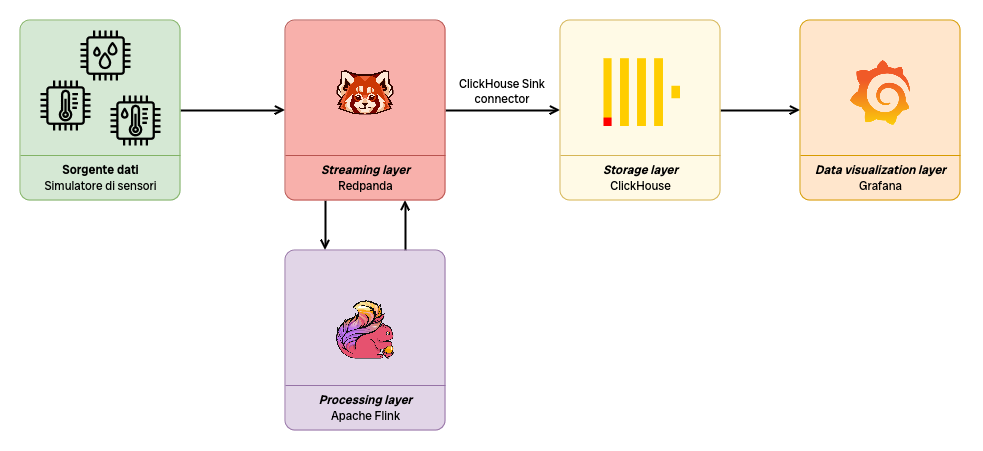 ClickHouse Sink
connector
Sorgente dati
Simulatore di sensori
Streaming layer
Redpanda
Storage layer
ClickHouse
Data visualization layer
Grafana
Processing layer
Apache Flink